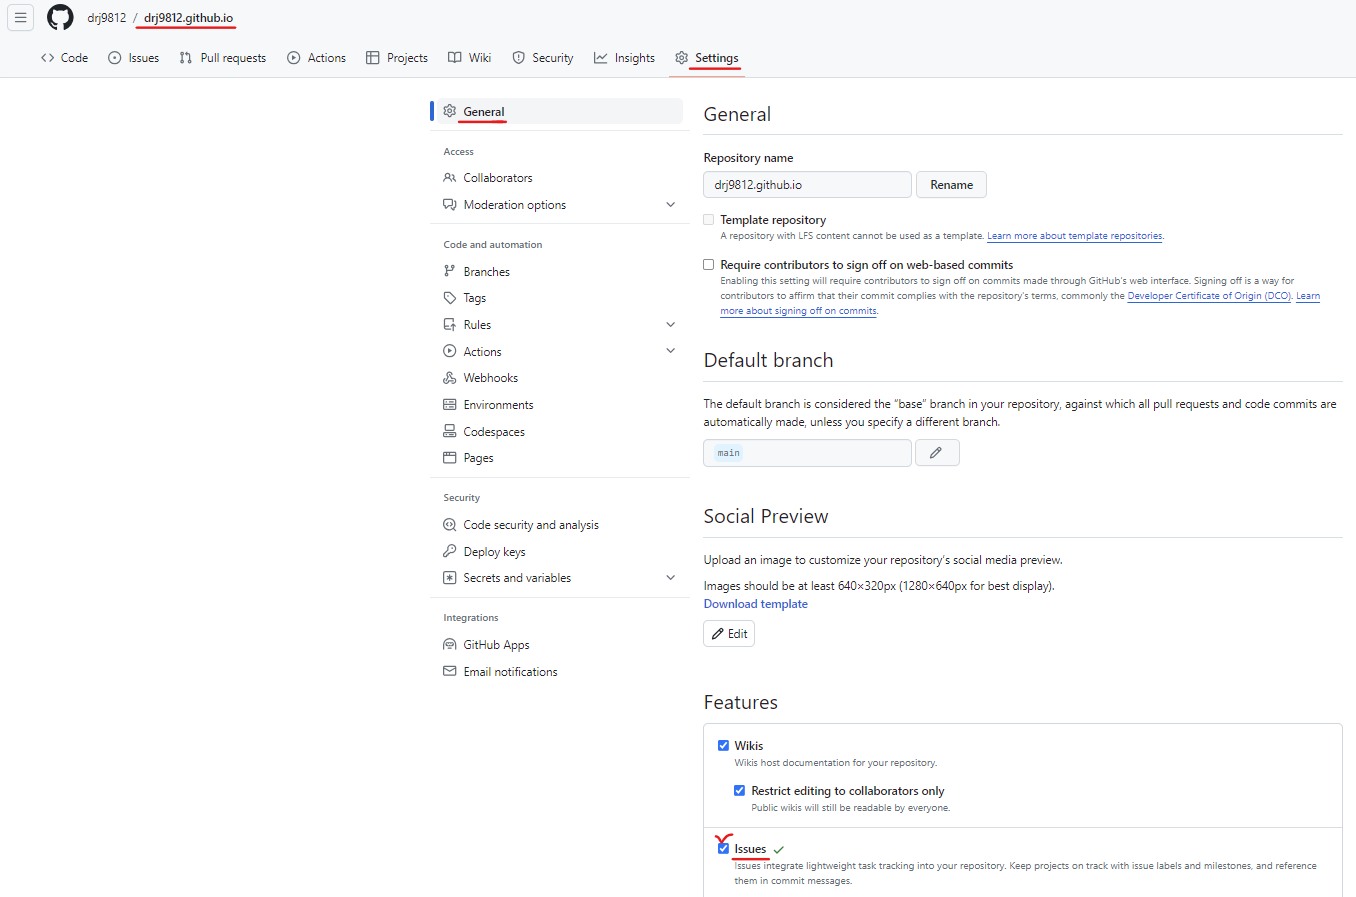 drj9812 / drj9812.github.io
Code Issues Pull requests Actions Projects Wiki Security Insights Settings
General
Access
Collaborators
Moderation options
Code and automation
Branches
Tags
Rules
Actions
Webhooks
Environments
Codespaces
Pages
Security
Code security and analysis
Deploy keys
Secrets and variables
Integrations
GitHub Apps
Email notifications
General
Repository name
drj9812.github.io Rename
Template repository
A repository with LFS content cannot be used as a template. Learn more about template repositories.
Require contributors to sign off on web-based commits
Enabling this setting will require contributors to sign off on commits made through GitHub's web interface. Signing off is a way for
contributors to affirm that their commit complies with the repository's terms, commonly the Developer Certificate of Origin (DCO). Learn
more about signing off on commits.
Default branch
The default branch is considered the “base” branch in your repository, against which all pull requests and code commits are
automatically made, unless you specify a different branch.
main
Social Preview
Upload an image to customize your repository's social media preview.
Images should be at least 640×320px (1280×640px for best display).
Download template
Edit
Features
Wikis
Wikis host documentation for your repository.
Restrict editing to collaborators only
Public wikis will still be readable by everyone.
Issues
Issues integrate lightweight task tracking into your repository. Keep projects on track with issue labels and milestones, and reference
them in commit messages.